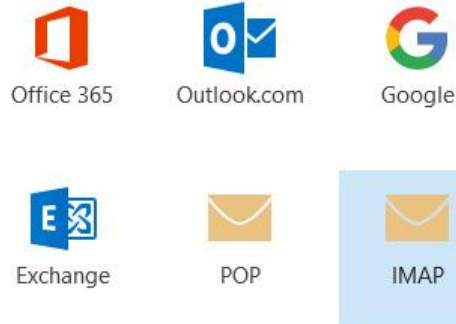 O
Office 365
Outlook.com
Google
E
Exchange
POP
IMAP